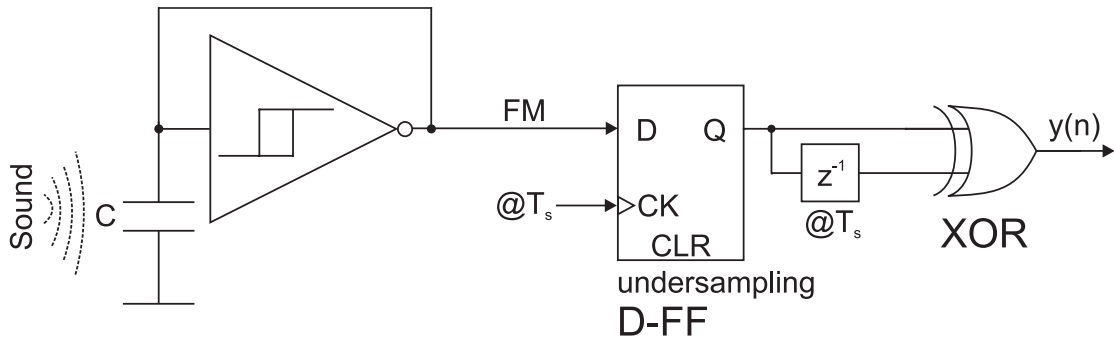 Sound
C
FM
D
Q
@Tₛ
CK
CLR
undersampling
D-FF
z⁻¹
@Tₛ
XOR
y(n)